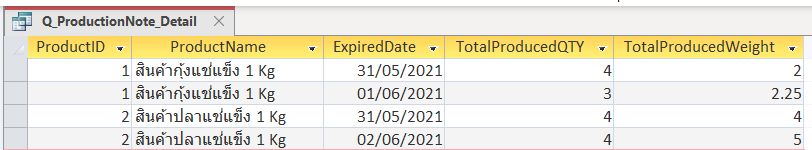 Q_ProductionNote_Detail
ProductID ProductName ExpiredDate TotalProducedQTY TotalProducedWeight
1 สินค้ากุ้งแช่แข็ง 1 Kg 31/05/2021 4 2
1 สินค้ากุ้งแช่แข็ง 1 Kg 01/06/2021 3 2.25
2 สินค้าปลาแช่แข็ง 1 Kg 31/05/2021 4 4
2 สินค้าปลาแช่แข็ง 1 Kg 02/06/2021 4 5